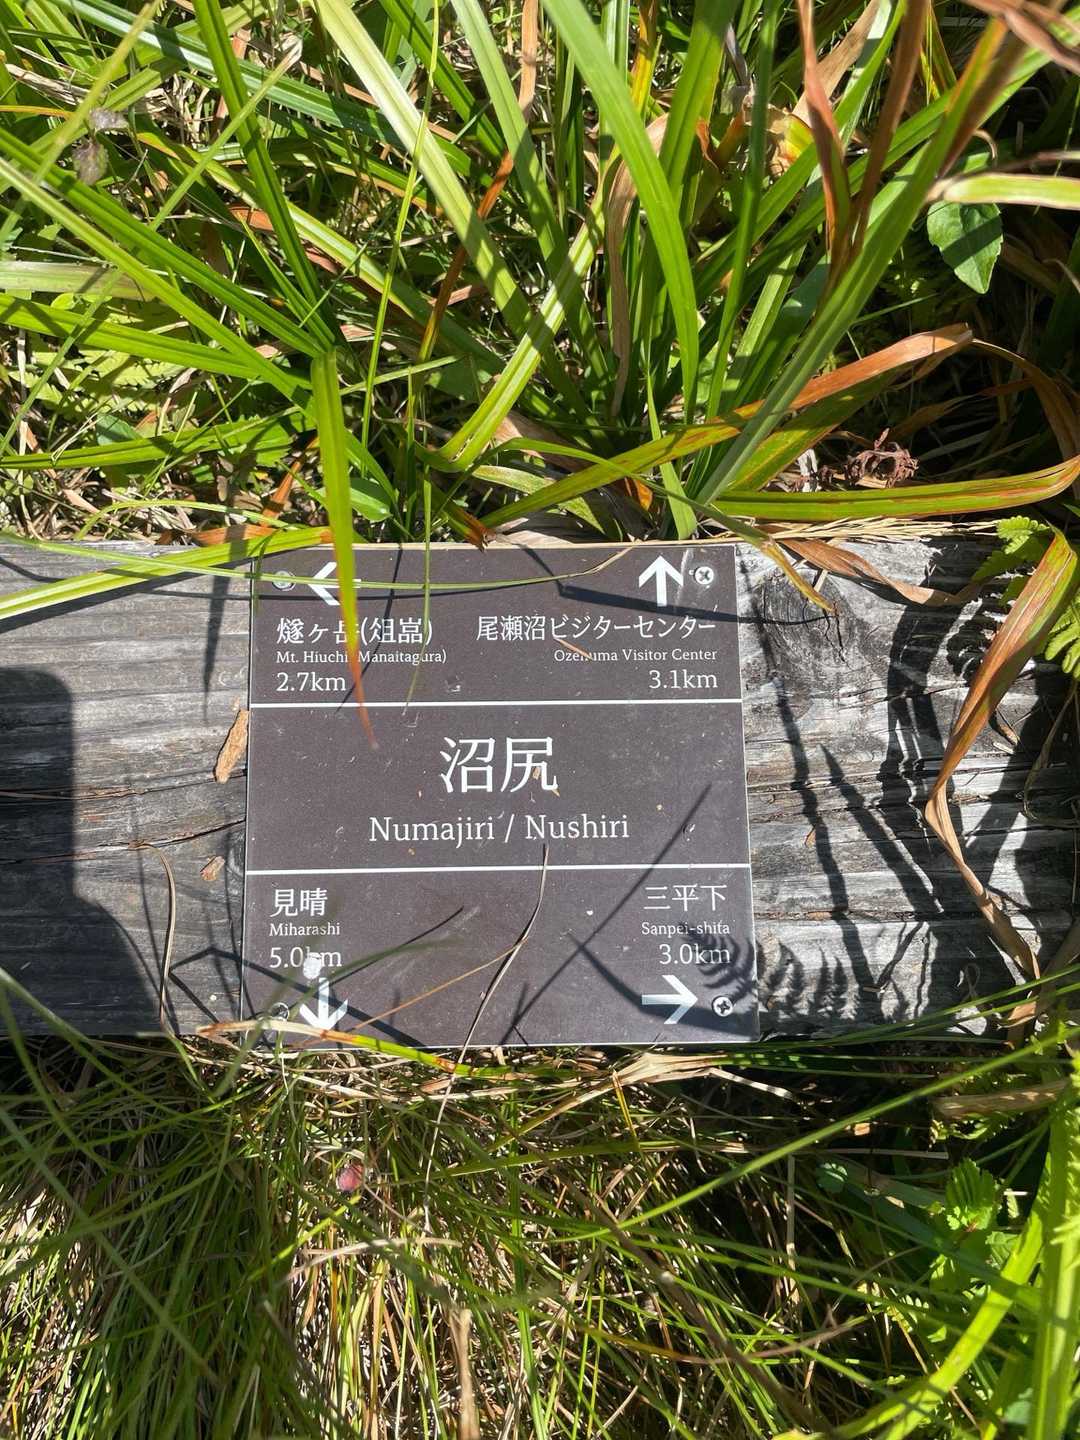 ←
燧ヶ岳(俎嵓)
Mt. Hiuchi(Manaitagura)
2.7km
↑
尾瀬沼ビジターセンター
Ozenuma Visitor Center
3.1km
沼尻
Numajiri / Nushiri
見晴
Miharashi
5.0km
↓
三平下
Sanpei-shita
3.0km
→